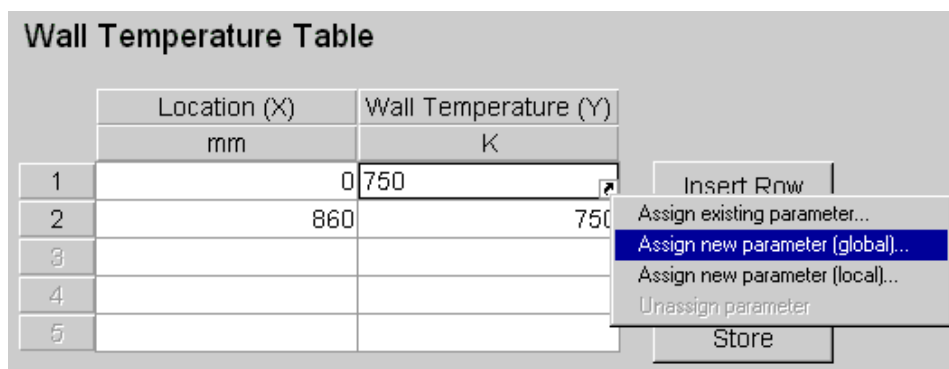 Wall Temperature Table
Location (X) Wall Temperature (Y)
mm K
1 0 750 Insert Row
2 860 750 Assign existing parameter...
Assign new parameter (global)...
3 Assign new parameter (local)...
4 Unassign parameter
5 Store